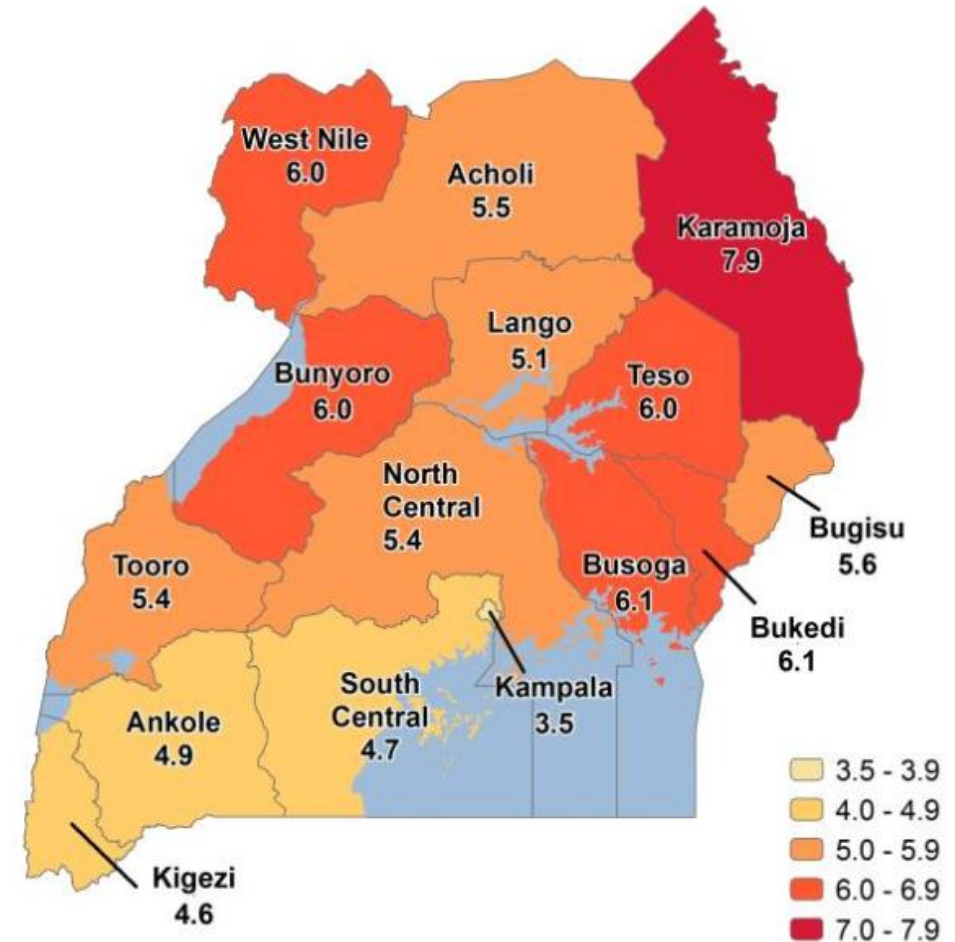 West Nile
6.0
Acholi
5.5
Karamoja
7.9
Lango
5.1
Bunyoro
6.0
Teso
6.0
North
Central
5.4
Bugisu
5.6
Tooro
5.4
Busoga
6.1
Bukedi
6.1
South
Central
4.7
Kampala
3.5
Ankole
4.9
Kigezi
4.6
3.5 - 3.9
4.0 - 4.9
5.0 - 5.9
6.0 - 6.9
7.0 - 7.9